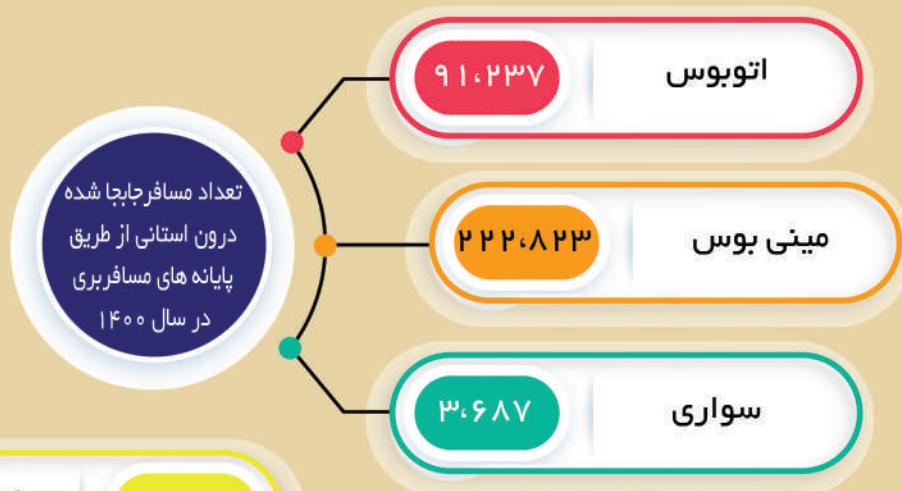 تعداد مسافرجابجا شده
درون استانی از طریق
پایانه های مسافربری
در سال ۱۴۰۰
اتوبوس
۹۱،۲۳۷
مینی بوس
۲۲۲،۸۲۳
سواری
۳،۶۸۷